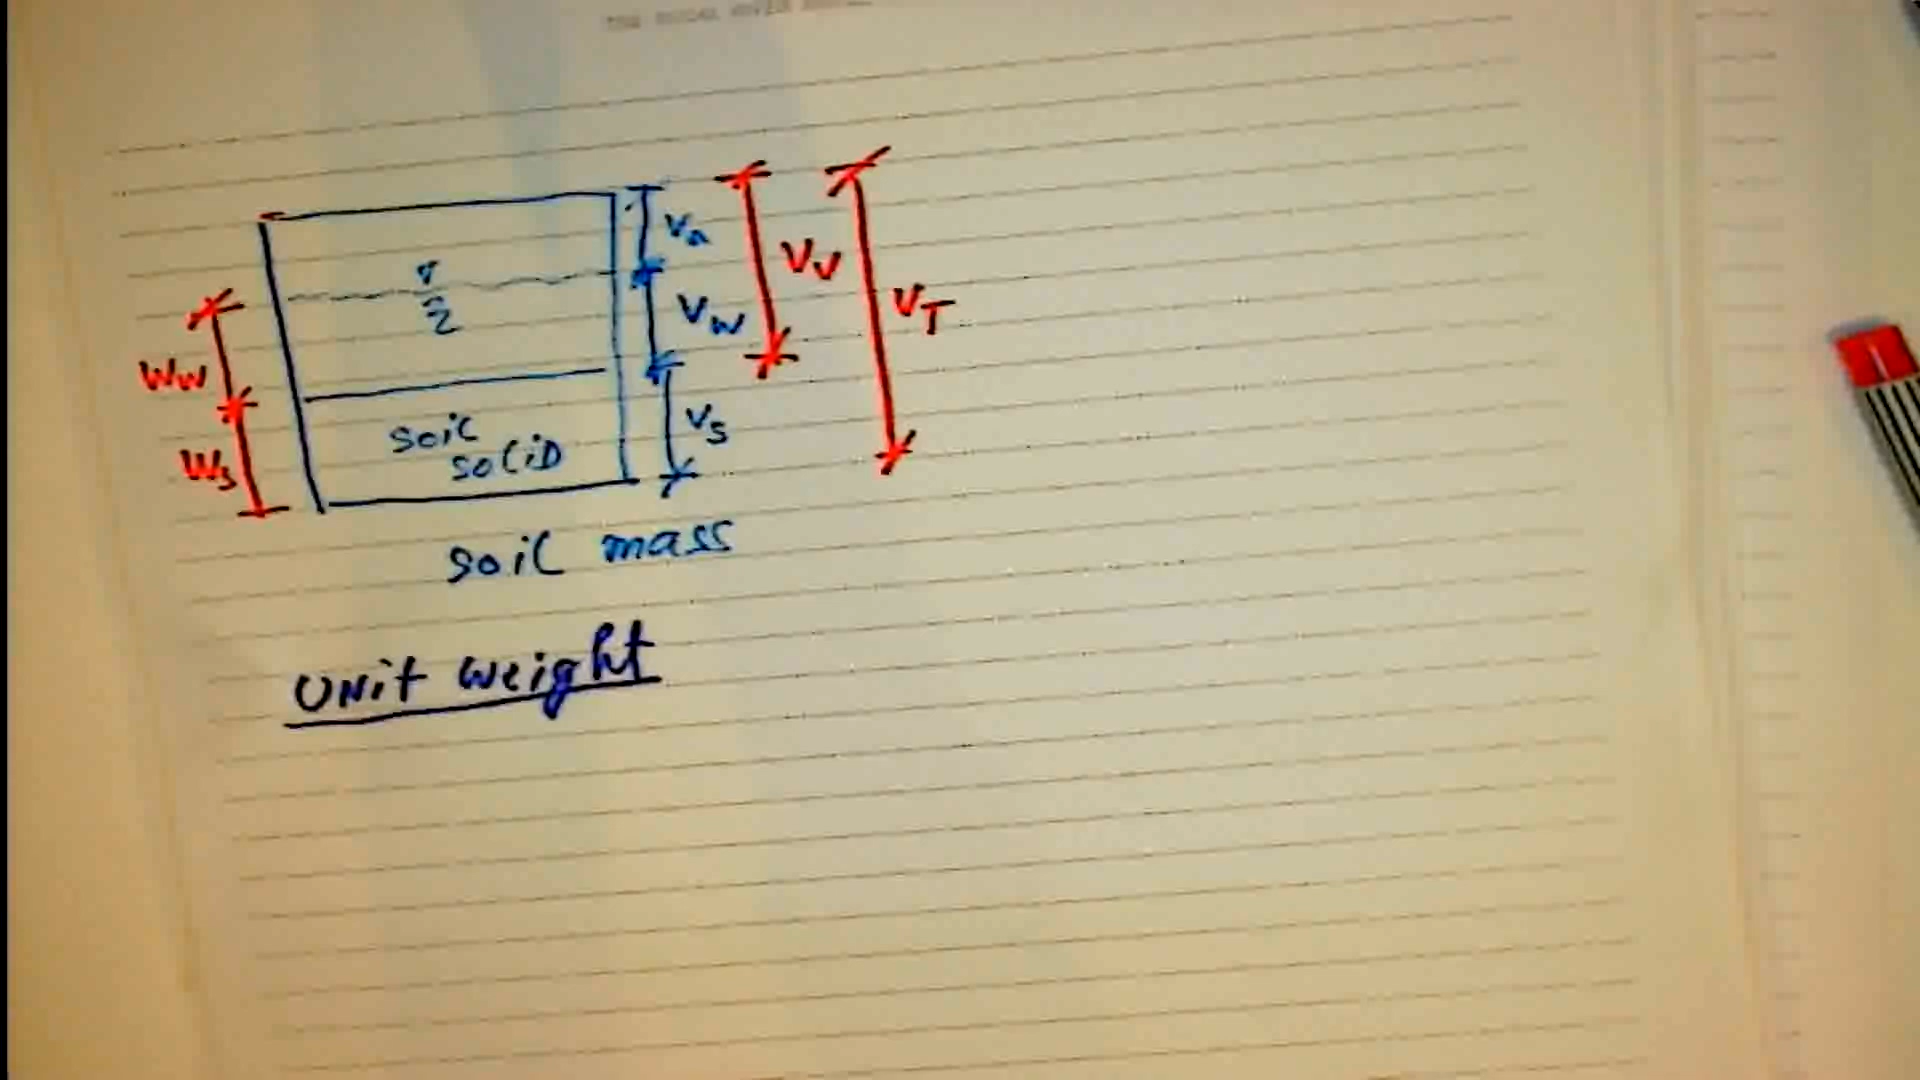 Va
Vv
Vw
VT
Ww
soil
Vs
solid
Ws
soil mass
Unit weight